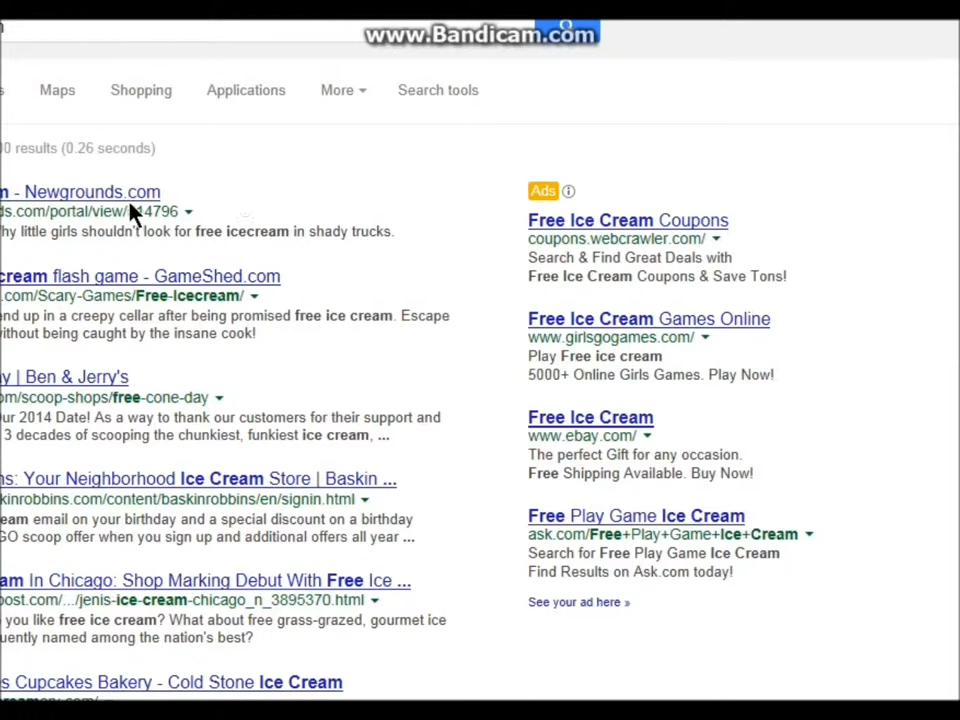 www.Bandicam.com
Maps Shopping Applications More Search tools
results (0.26 seconds)
- Newgrounds.com
ds.com/portal/view/ 14796
hy little girls shouldn't look for free icecream in shady trucks.
cream flash game - GameShed.com
.com/Scary-Games/Free-Icecream/
end up in a creepy cellar after being promised free ice cream. Escape
without being caught by the insane cook!
y | Ben & Jerry's
om/scoop-shops/free-cone-day
Our 2014 Date! As a way to thank our customers for their support and
3 decades of scooping the chunkiest, funkiest ice cream, ...
ns: Your Neighborhood Ice Cream Store | Baskin ...
kinrobbins.com/content/baskinrobbins/en/signin.html
eam email on your birthday and a special discount on a birthday
GO scoop offer when you sign up and additional offers all year ...
am In Chicago: Shop Marking Debut With Free Ice ...
post.com/.../jenis-ice-cream-chicago_n_3895370.html
you like free ice cream? What about free grass-grazed, gourmet ice
quently named among the nation's best?
s Cupcakes Bakery - Cold Stone Ice Cream
Ads
Free Ice Cream Coupons
coupons.webcrawler.com/
Search & Find Great Deals with
Free Ice Cream Coupons & Save Tons!
Free Ice Cream Games Online
www.girlsgogames.com/
Play Free ice cream
5000+ Online Girls Games. Play Now!
Free Ice Cream
www.ebay.com/
The perfect Gift for any occasion.
Free Shipping Available. Buy Now!
Free Play Game Ice Cream
ask.com/Free+Play+Game+Ice+Cream
Search for Free Play Game Ice Cream
Find Results on Ask.com today!
See your ad here »